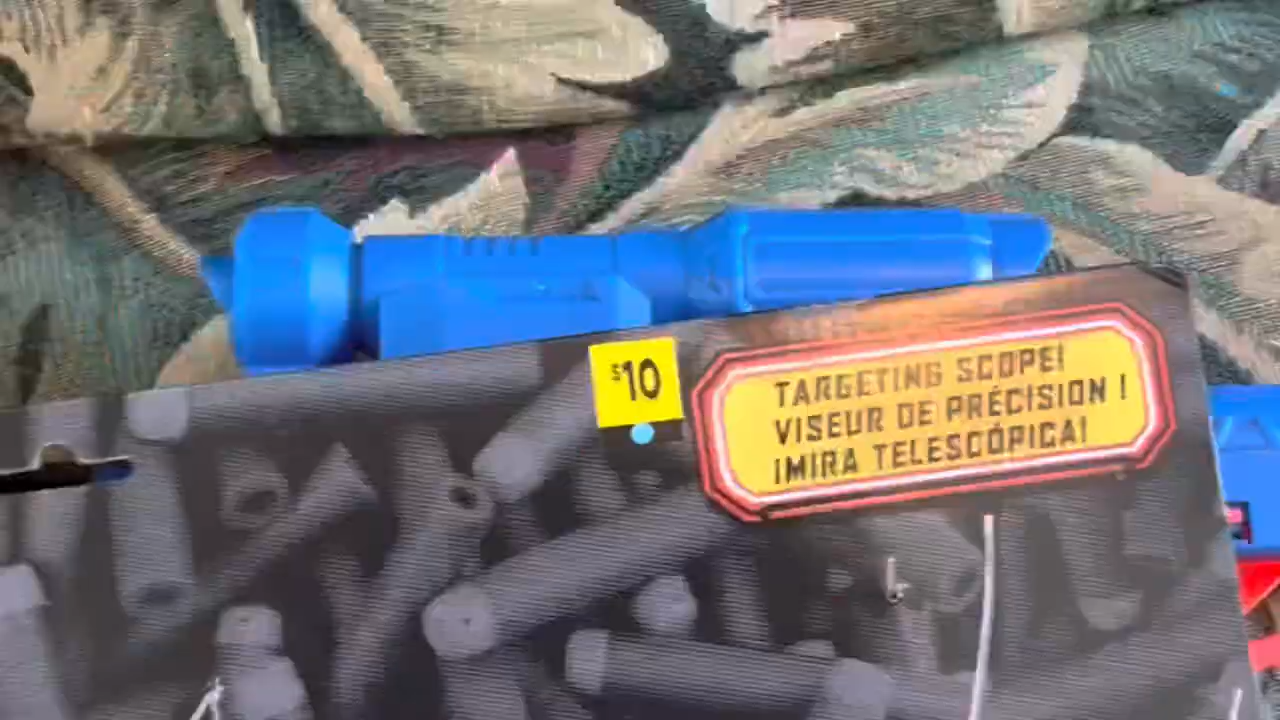 $10
TARGETING SCOPE!
VISEUR DE PRÉCISION !
¡MIRA TELESCÓPICA!